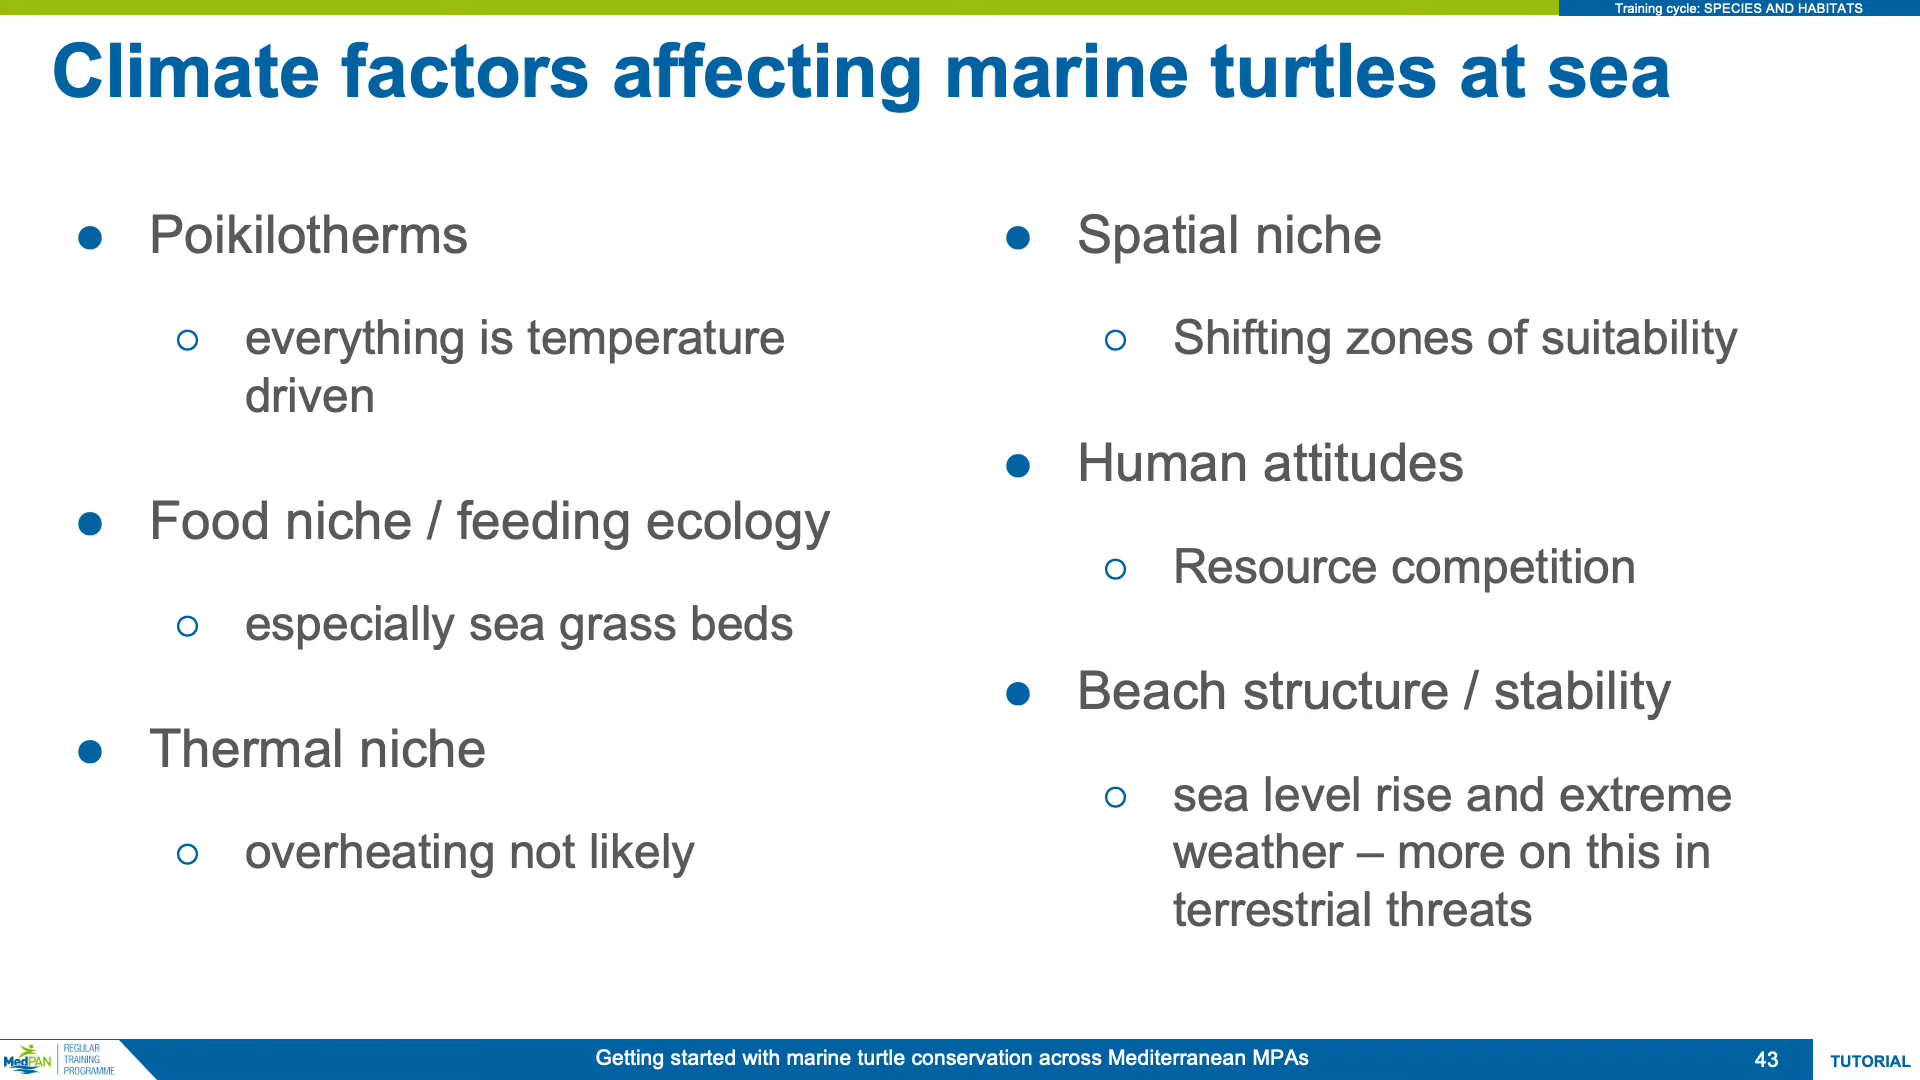 Training cycle: SPECIES AND HABITATS
Climate factors affecting marine turtles at sea
● Poikilotherms
○ everything is temperature
driven
● Food niche / feeding ecology
○ especially sea grass beds
● Thermal niche
○ overheating not likely
● Spatial niche
○ Shifting zones of suitability
● Human attitudes
○ Resource competition
● Beach structure / stability
○ sea level rise and extreme
weather – more on this in
terrestrial threats
MedPAN
REGULAR
TRAINING
PROGRAMME
Getting started with marine turtle conservation across Mediterranean MPAs
43
TUTORIAL